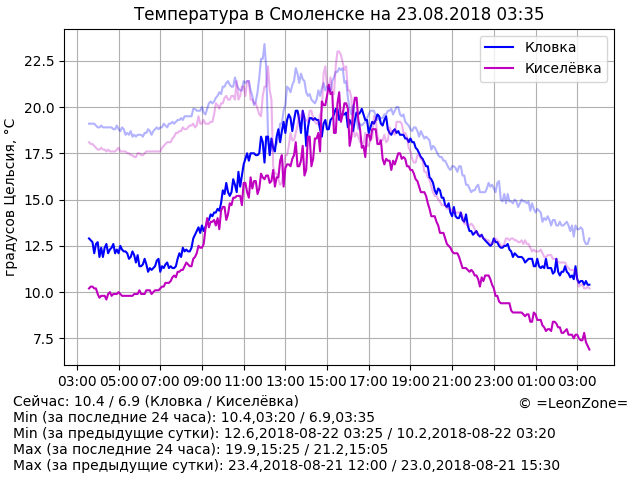 Температура в Смоленске на 23.08.2018 03:35
Кловка
Киселёвка
градусов Цельсия, °C
22.5
20.0
17.5
15.0
12.5
10.0
7.5
03:00 05:00 07:00 09:00 11:00 13:00 15:00 17:00 19:00 21:00 23:00 01:00 03:00
Сейчас: 10.4 / 6.9 (Кловка / Киселёвка)
© =LeonZone=
Min (за последние 24 часа): 10.4,03:20 / 6.9,03:35
Min (за предыдущие сутки): 12.6,2018-08-22 03:25 / 10.2,2018-08-22 03:20
Max (за последние 24 часа): 19.9,15:25 / 21.2,15:05
Max (за предыдущие сутки): 23.4,2018-08-21 12:00 / 23.0,2018-08-21 15:30